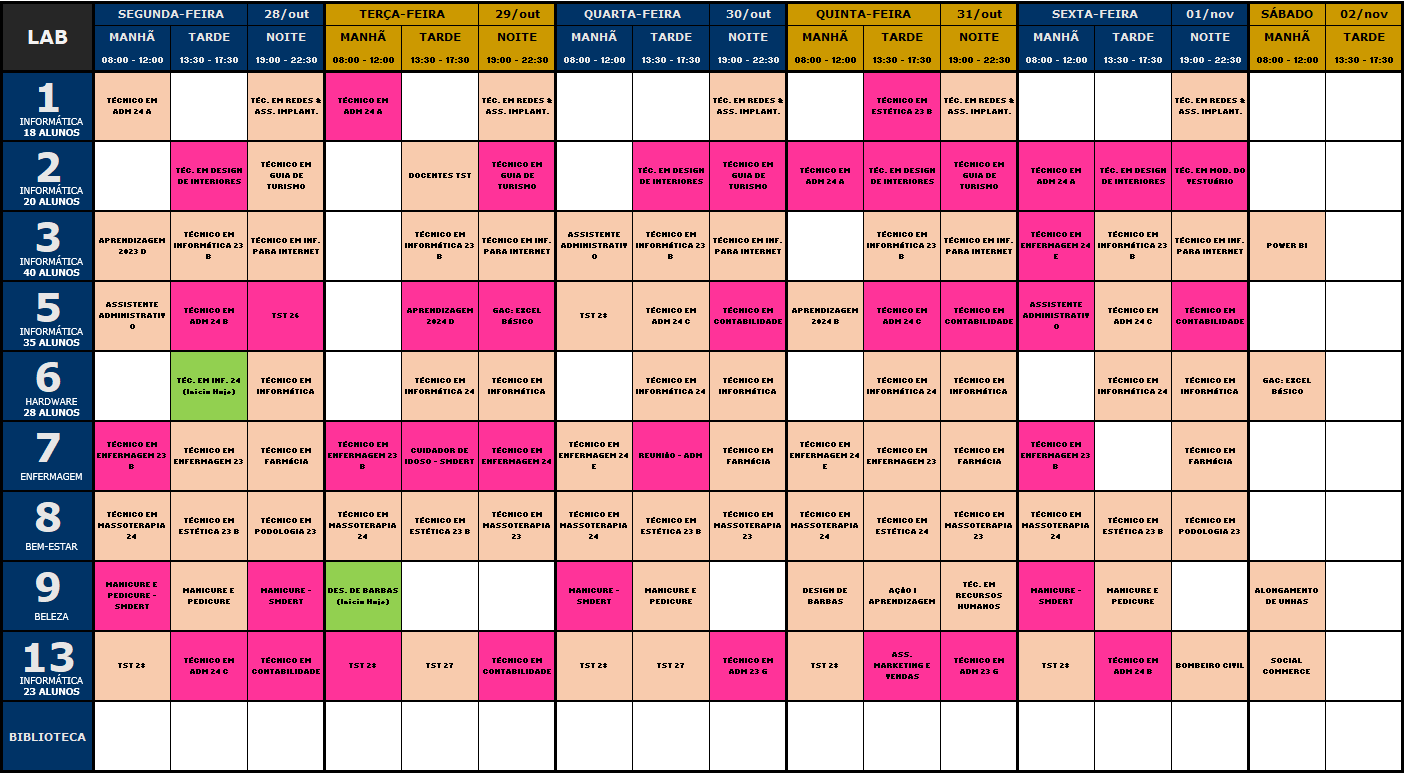 LAB
SEGUNDA-FEIRA 28/out TERÇA-FEIRA 29/out QUARTA-FEIRA 30/out QUINTA-FEIRA 31/out SEXTA-FEIRA 01/nov SÁBADO 02/nov
MANHÃ TARDE NOITE MANHÃ TARDE NOITE MANHÃ TARDE NOITE MANHÃ TARDE NOITE MANHÃ TARDE NOITE MANHÃ TARDE
08:00 - 12:00 13:30 - 17:30 19:00 - 22:30 08:00 - 12:00 13:30 - 17:30 19:00 - 22:30 08:00 - 12:00 13:30 - 17:30 19:00 - 22:30 08:00 - 12:00 13:30 - 17:30 19:00 - 22:30 08:00 - 12:00 13:30 - 17:30 19:00 - 22:30 08:00 - 12:00 13:30 - 17:30
1
INFORMÁTICA
18 ALUNOS
TÉCNICO EM
ADM 24 A
TÉC. EM REDES &
ASS. IMPLANT.
TÉCNICO EM
ADM 24 A
TÉC. EM REDES &
ASS. IMPLANT.
TÉC. EM REDES &
ASS. IMPLANT.
TÉCNICO EM
ESTÉTICA 23 B
TÉC. EM REDES &
ASS. IMPLANT.
TÉC. EM REDES &
ASS. IMPLANT.
2
INFORMÁTICA
20 ALUNOS
TÉC. EM DESIGN
DE INTERIORES
TÉCNICO EM
GUIA DE
TURISMO
DOCENTES TST
TÉCNICO EM
GUIA DE
TURISMO
TÉC. EM DESIGN
DE INTERIORES
TÉCNICO EM
GUIA DE
TURISMO
TÉCNICO EM
ADM 24 A
TÉC. EM DESIGN
DE INTERIORES
TÉCNICO EM
GUIA DE
TURISMO
TÉCNICO EM
ADM 24 A
TÉC. EM DESIGN
DE INTERIORES
TÉC. EM MOD. DO
VESTUÁRIO
3
INFORMÁTICA
40 ALUNOS
APRENDIZAGEM
2023 D
TÉCNICO EM
INFORMÁTICA 23
B
TÉCNICO EM INF.
PARA INTERNET
TÉCNICO EM
INFORMÁTICA 23
B
TÉCNICO EM INF.
PARA INTERNET
ASSISTENTE
ADMINISTRATIV
O
TÉCNICO EM
INFORMÁTICA 23
B
TÉCNICO EM INF.
PARA INTERNET
TÉCNICO EM
INFORMÁTICA 23
B
TÉCNICO EM INF.
PARA INTERNET
TÉCNICO EM
ENFERMAGEM 24
E
TÉCNICO EM
INFORMÁTICA 23
B
TÉCNICO EM INF.
PARA INTERNET
POWER BI
5
INFORMÁTICA
35 ALUNOS
ASSISTENTE
ADMINISTRATIV
O
TÉCNICO EM
ADM 24 B
TST 26
APRENDIZAGEM
2024 D
GAC: EXCEL
BÁSICO
TST 28
TÉCNICO EM
ADM 24 C
TÉCNICO EM
CONTABILIDADE
APRENDIZAGEM
2024 B
TÉCNICO EM
ADM 24 C
TÉCNICO EM
CONTABILIDADE
ASSISTENTE
ADMINISTRATIV
O
TÉCNICO EM
ADM 24 C
TÉCNICO EM
CONTABILIDADE
6
HARDWARE
28 ALUNOS
TÉC. EM INF. 24
(Inicia Hoje)
TÉCNICO EM
INFORMÁTICA
TÉCNICO EM
INFORMÁTICA 24
TÉCNICO EM
INFORMÁTICA
TÉCNICO EM
INFORMÁTICA 24
TÉCNICO EM
INFORMÁTICA
TÉCNICO EM
INFORMÁTICA 24
TÉCNICO EM
INFORMÁTICA
TÉCNICO EM
INFORMÁTICA 24
TÉCNICO EM
INFORMÁTICA
GAC: EXCEL
BÁSICO
7
ENFERMAGEM
TÉCNICO EM
ENFERMAGEM 23
B
TÉCNICO EM
ENFERMAGEM 23
TÉCNICO EM
FARMÁCIA
TÉCNICO EM
ENFERMAGEM 23
B
CUIDADOR DE
IDOSO - SMDERT
TÉCNICO EM
ENFERMAGEM 24
TÉCNICO EM
ENFERMAGEM 24
E
REUNIÃO - ADM
TÉCNICO EM
FARMÁCIA
TÉCNICO EM
ENFERMAGEM 24
E
TÉCNICO EM
ENFERMAGEM 23
TÉCNICO EM
FARMÁCIA
TÉCNICO EM
ENFERMAGEM 23
B
TÉCNICO EM
FARMÁCIA
8
BEM-ESTAR
TÉCNICO EM
MASSOTERAPIA
24
TÉCNICO EM
ESTÉTICA 23 B
TÉCNICO EM
PODOLOGIA 23
TÉCNICO EM
MASSOTERAPIA
24
TÉCNICO EM
ESTÉTICA 23 B
TÉCNICO EM
MASSOTERAPIA
23
TÉCNICO EM
MASSOTERAPIA
24
TÉCNICO EM
ESTÉTICA 23 B
TÉCNICO EM
MASSOTERAPIA
23
TÉCNICO EM
MASSOTERAPIA
24
TÉCNICO EM
ESTÉTICA 24
TÉCNICO EM
MASSOTERAPIA
23
TÉCNICO EM
MASSOTERAPIA
24
TÉCNICO EM
ESTÉTICA 23 B
TÉCNICO EM
PODOLOGIA 23
9
BELEZA
MANICURE E
PEDICURE -
SMDERT
MANICURE E
PEDICURE
MANICURE -
SMDERT
DES. DE BARBAS
(Inicia Hoje)
MANICURE -
SMDERT
MANICURE E
PEDICURE
DESIGN DE
BARBAS
AÇÃO I
APRENDIZAGEM
TÉC. EM
RECURSOS
HUMANOS
MANICURE -
SMDERT
MANICURE E
PEDICURE
ALONGAMENTO
DE UNHAS
13
INFORMÁTICA
23 ALUNOS
TST 28
TÉCNICO EM
ADM 24 C
TÉCNICO EM
CONTABILIDADE
TST 28
TST 27
TÉCNICO EM
CONTABILIDADE
TST 28
TST 27
TÉCNICO EM
ADM 23 G
TST 28
ASS.
MARKETING E
VENDAS
TÉCNICO EM
ADM 23 G
TST 28
TÉCNICO EM
ADM 24 B
BOMBEIRO CIVIL
SOCIAL
COMMERCE
BIBLIOTECA